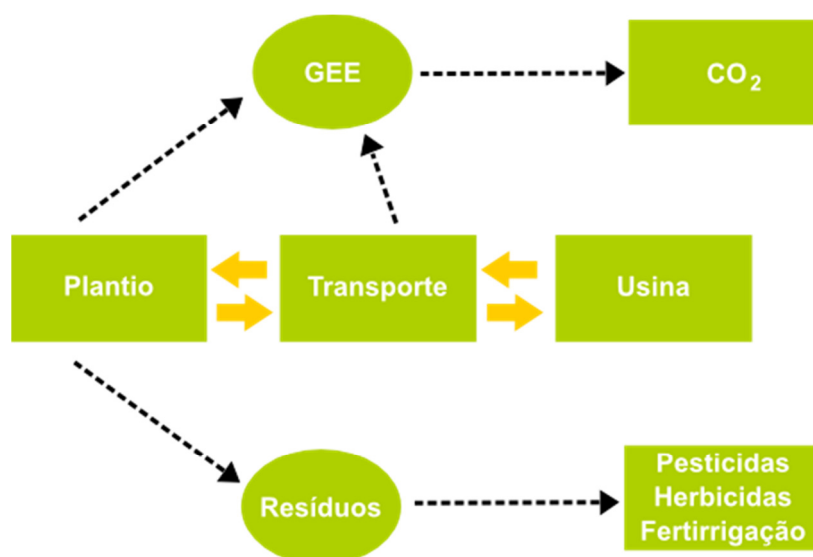 GEE
CO₂
Plantio
Transporte
Usina
Resíduos
Pesticidas
Herbicidas
Fertirrigação